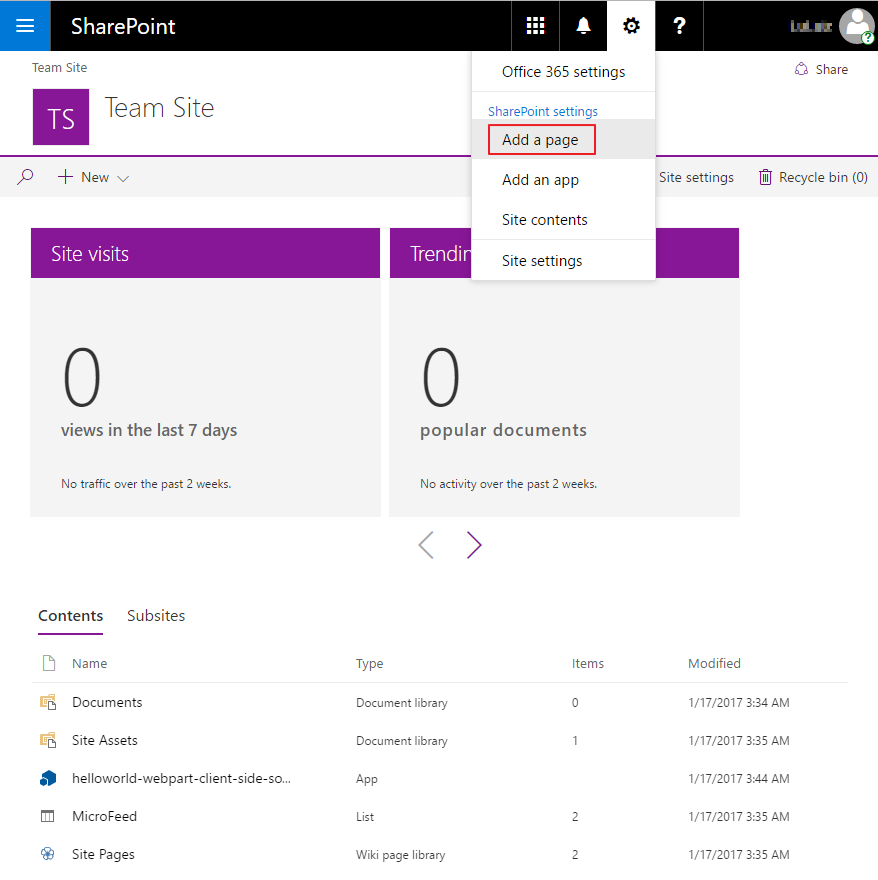 SharePoint
?
Team Site
Share
TS
Team Site
Office 365 settings
SharePoint settings
Add a page
Add an app
Site contents
Site settings
New
Site settings
Recycle bin (0)
Site visits
0
views in the last 7 days
No traffic over the past 2 weeks.
0
popular documents
No activity over the past 2 weeks.
Contents Subsites
Name Type Items Modified
Documents Document library 0 1/17/2017 3:34 AM
Site Assets Document library 1 1/17/2017 3:35 AM
helloworld-webpart-client-side-so... App 1/17/2017 3:44 AM
MicroFeed List 2 1/17/2017 3:35 AM
Site Pages Wiki page library 2 1/17/2017 3:35 AM